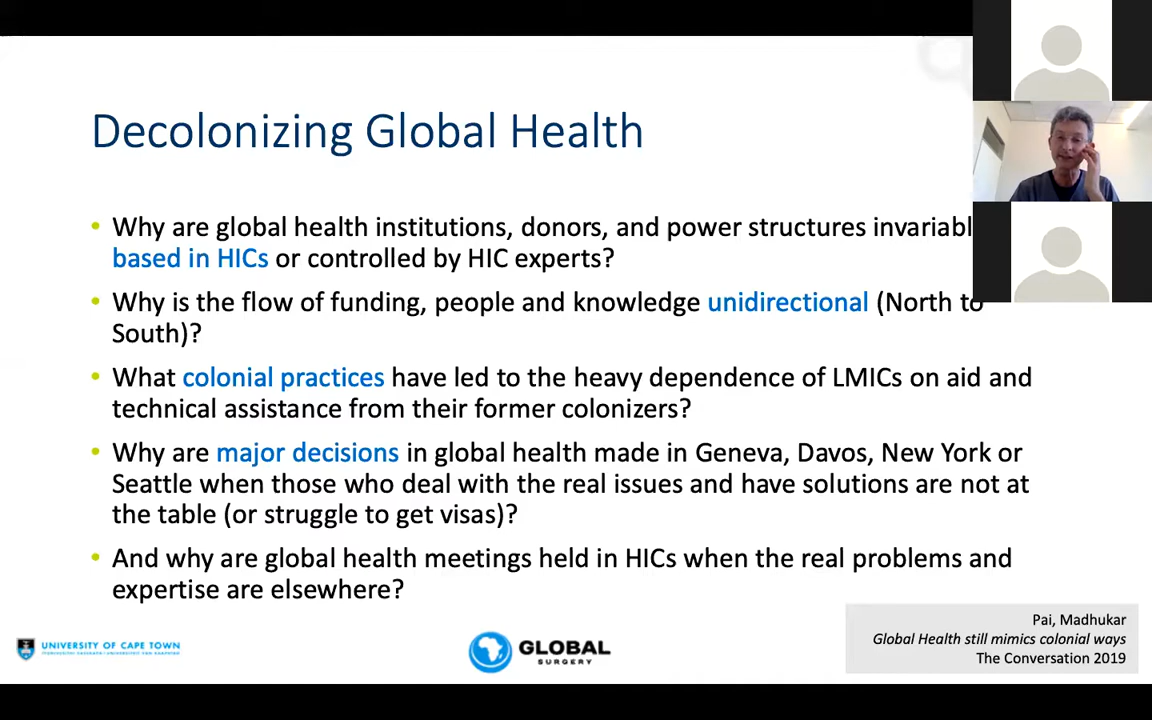 Decolonizing Global Health
• Why are global health institutions, donors, and power structures invariabl
based in HICs or controlled by HIC experts?
• Why is the flow of funding, people and knowledge unidirectional (North to
South)?
• What colonial practices have led to the heavy dependence of LMICs on aid and
technical assistance from their former colonizers?
• Why are major decisions in global health made in Geneva, Davos, New York or
Seattle when those who deal with the real issues and have solutions are not at
the table (or struggle to get visas)?
• And why are global health meetings held in HICs when the real problems and
expertise are elsewhere?
Pai, Madhukar
Global Health still mimics colonial ways
The Conversation 2019
UNIVERSITY OF CAPE TOWN
GLOBAL
SURGERY